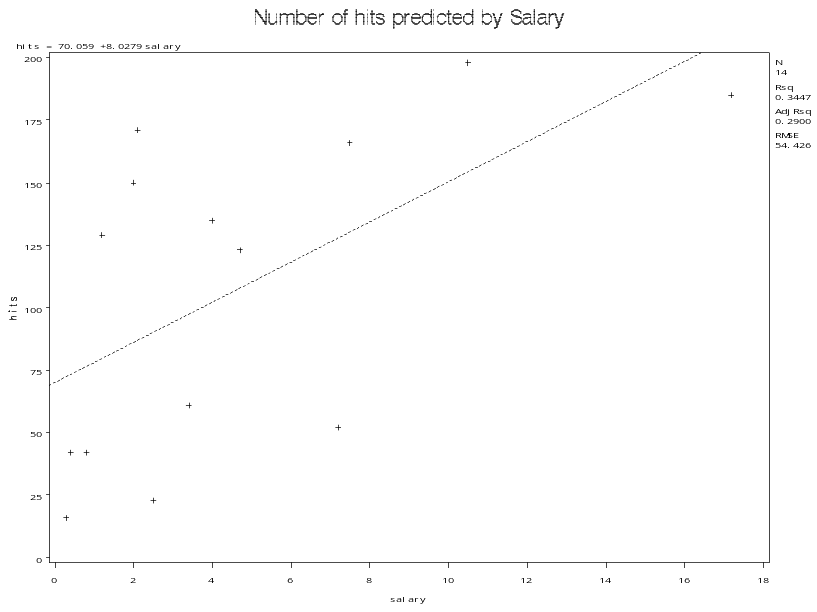 Number of hits predicted by Salary
hits = 70.059 +8.0279 salary
200
175
150
125
100
75
50
25
0
hits
0 2 4 6 8 10 12 14 16 18
salary
N
14
Rsq
0.3447
Adj Rsq
0.2900
RMSE
54.426